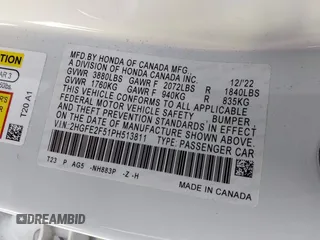 MFD BY HONDA OF CANADA MFG.
A DIVISION OF HONDA CANADA INC. 12/'22
GVWR 3880LBS GAWR F 2072LBS R 1840LBS
GVWR 1760KG GAWR F 940KG R 835KG
THIS VEHICLE CONFORMS TO ALL APPLICABLE
FEDERAL MOTOR VEHICLE SAFETY, BUMPER
AND THEFT PREVENTION STANDARDS IN EFFECT
ON THE DATE OF MANUFACTURE SHOWN ABOVE.
V.I.N:2HGFE2F51PH513811 TYPE: PASSENGER CAR
T23 P AG5 -NH883P -Z -H
MADE IN CANADA
T20 A1
DREAMBID